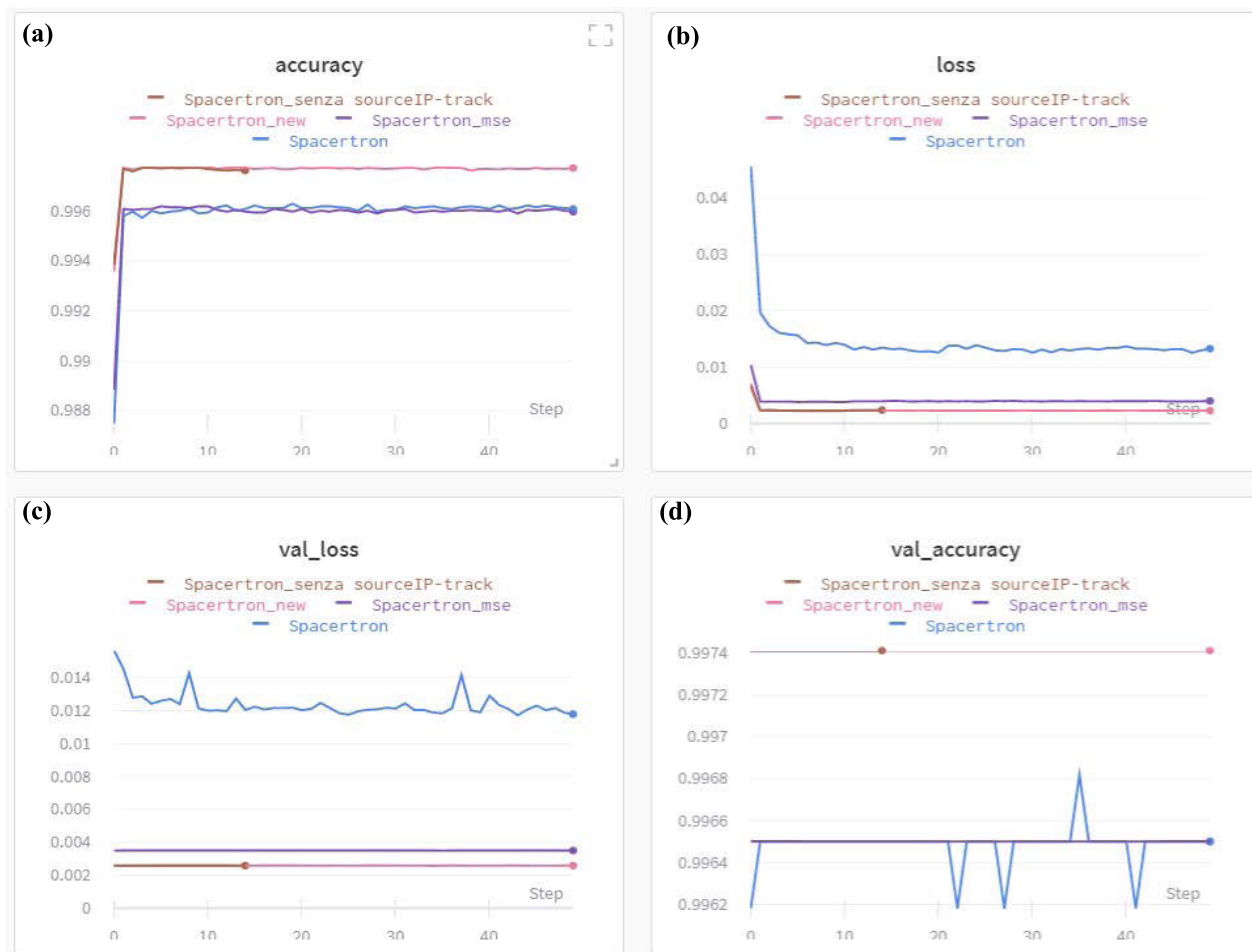 (a)
accuracy
Spacertron_senza sourceIP-track
Spacertron_new Spacertron_mse
Spacertron
0.996
0.994
0.992
0.99
0.988
Step
0 10 20 30 40
(b)
loss
Spacertron_senza sourceIP-track
Spacertron_new Spacertron_mse
Spacertron
0.04
0.03
0.02
0.01
0
Step
0 10 20 30 40
(c)
val_loss
Spacertron_senza sourceIP-track
Spacertron_new Spacertron_mse
Spacertron
0.014
0.012
0.01
0.008
0.006
0.004
0.002
0
Step
0 10 20 30 40
(d)
val_accuracy
Spacertron_senza sourceIP-track
Spacertron_new Spacertron_mse
Spacertron
0.9974
0.9972
0.997
0.9968
0.9966
0.9964
0.9962
Step
0 10 20 30 40